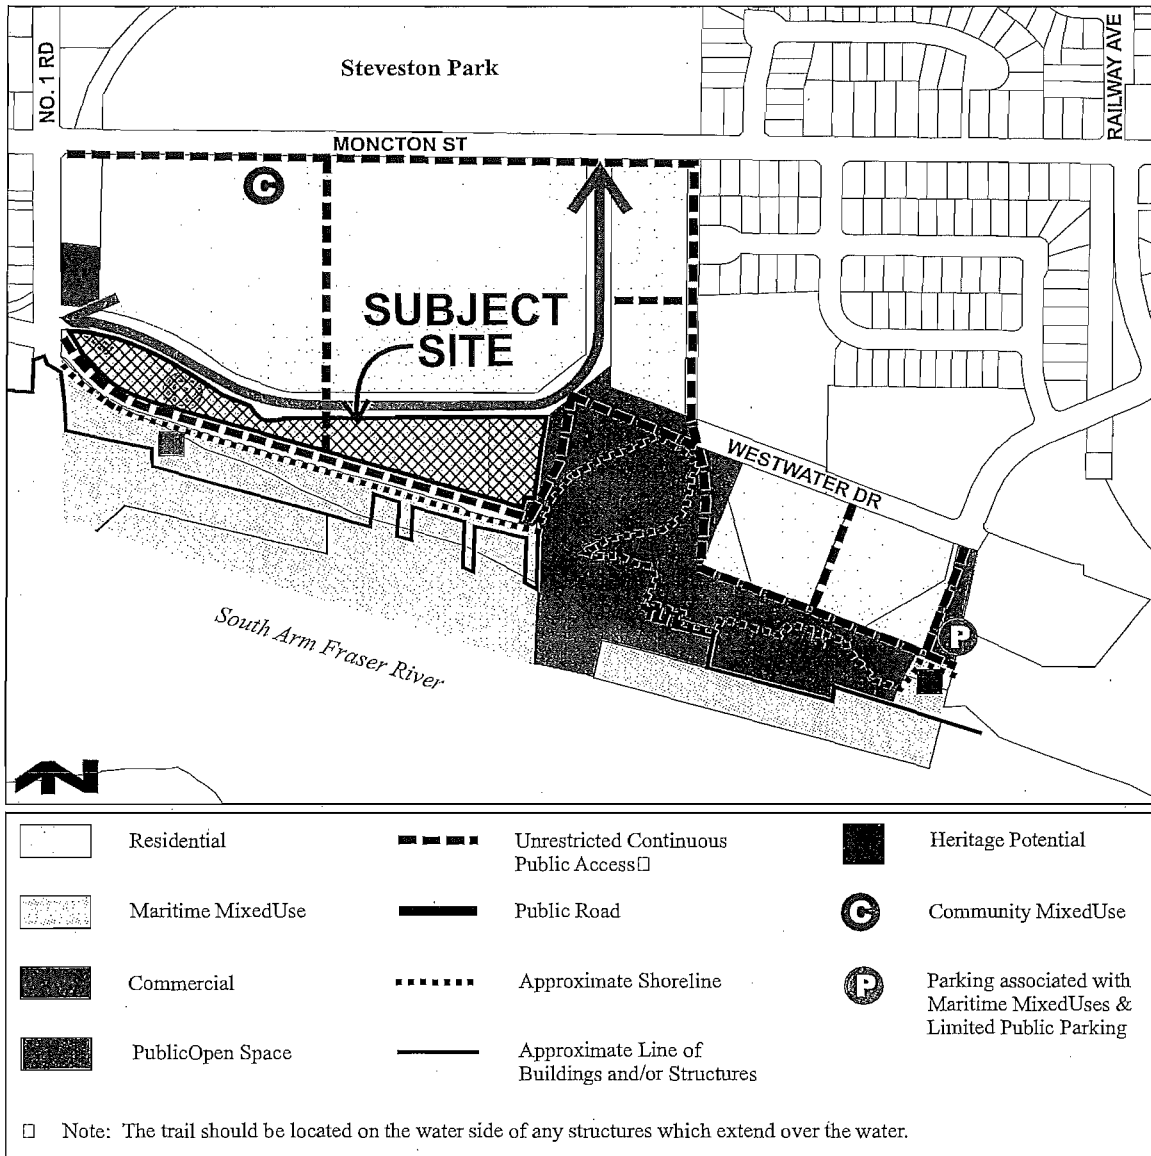 Steveston Park
NO. 1 RD
RAILWAY AVE
MONCTON ST
C
SUBJECT
SITE
WESTWATER DR
P
South Arm Fraser River
N
Residential
Maritime MixedUse
Commercial
PublicOpen Space
Unrestricted Continuous
Public Access□
Public Road
Approximate Shoreline
Approximate Line of
Buildings and/or Structures
Heritage Potential
C
Community MixedUse
P
Parking associated with
Maritime MixedUses &
Limited Public Parking
□ Note: The trail should be located on the water side of any structures which extend over the water.